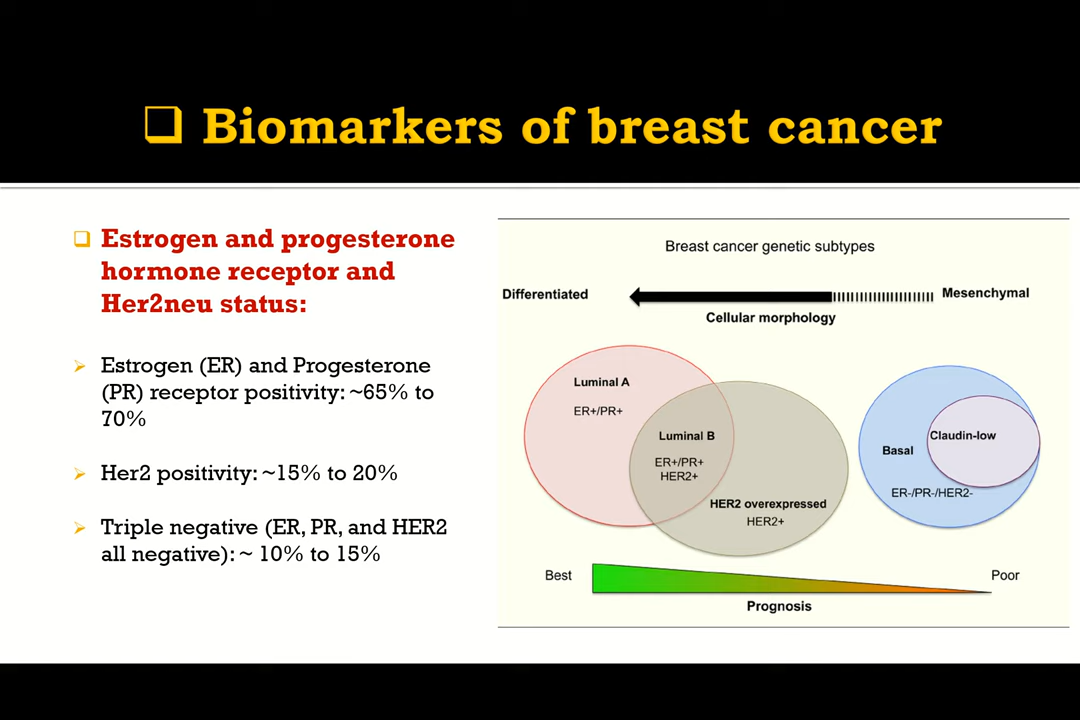 ❑ Biomarkers of breast cancer
❑ Estrogen and progesterone
hormone receptor and
Her2neu status:
➢ Estrogen (ER) and Progesterone
(PR) receptor positivity: ~65% to
70%
➢ Her2 positivity: ~15% to 20%
➢ Triple negative (ER, PR, and HER2
all negative): ~ 10% to 15%
Breast cancer genetic subtypes
Differentiated
Mesenchymal
Cellular morphology
Luminal A
ER+/PR+
Luminal B
ER+/PR+
HER2+
HER2 overexpressed
HER2+
Claudin-low
Basal
ER-/PR-/HER2-
Best
Poor
Prognosis